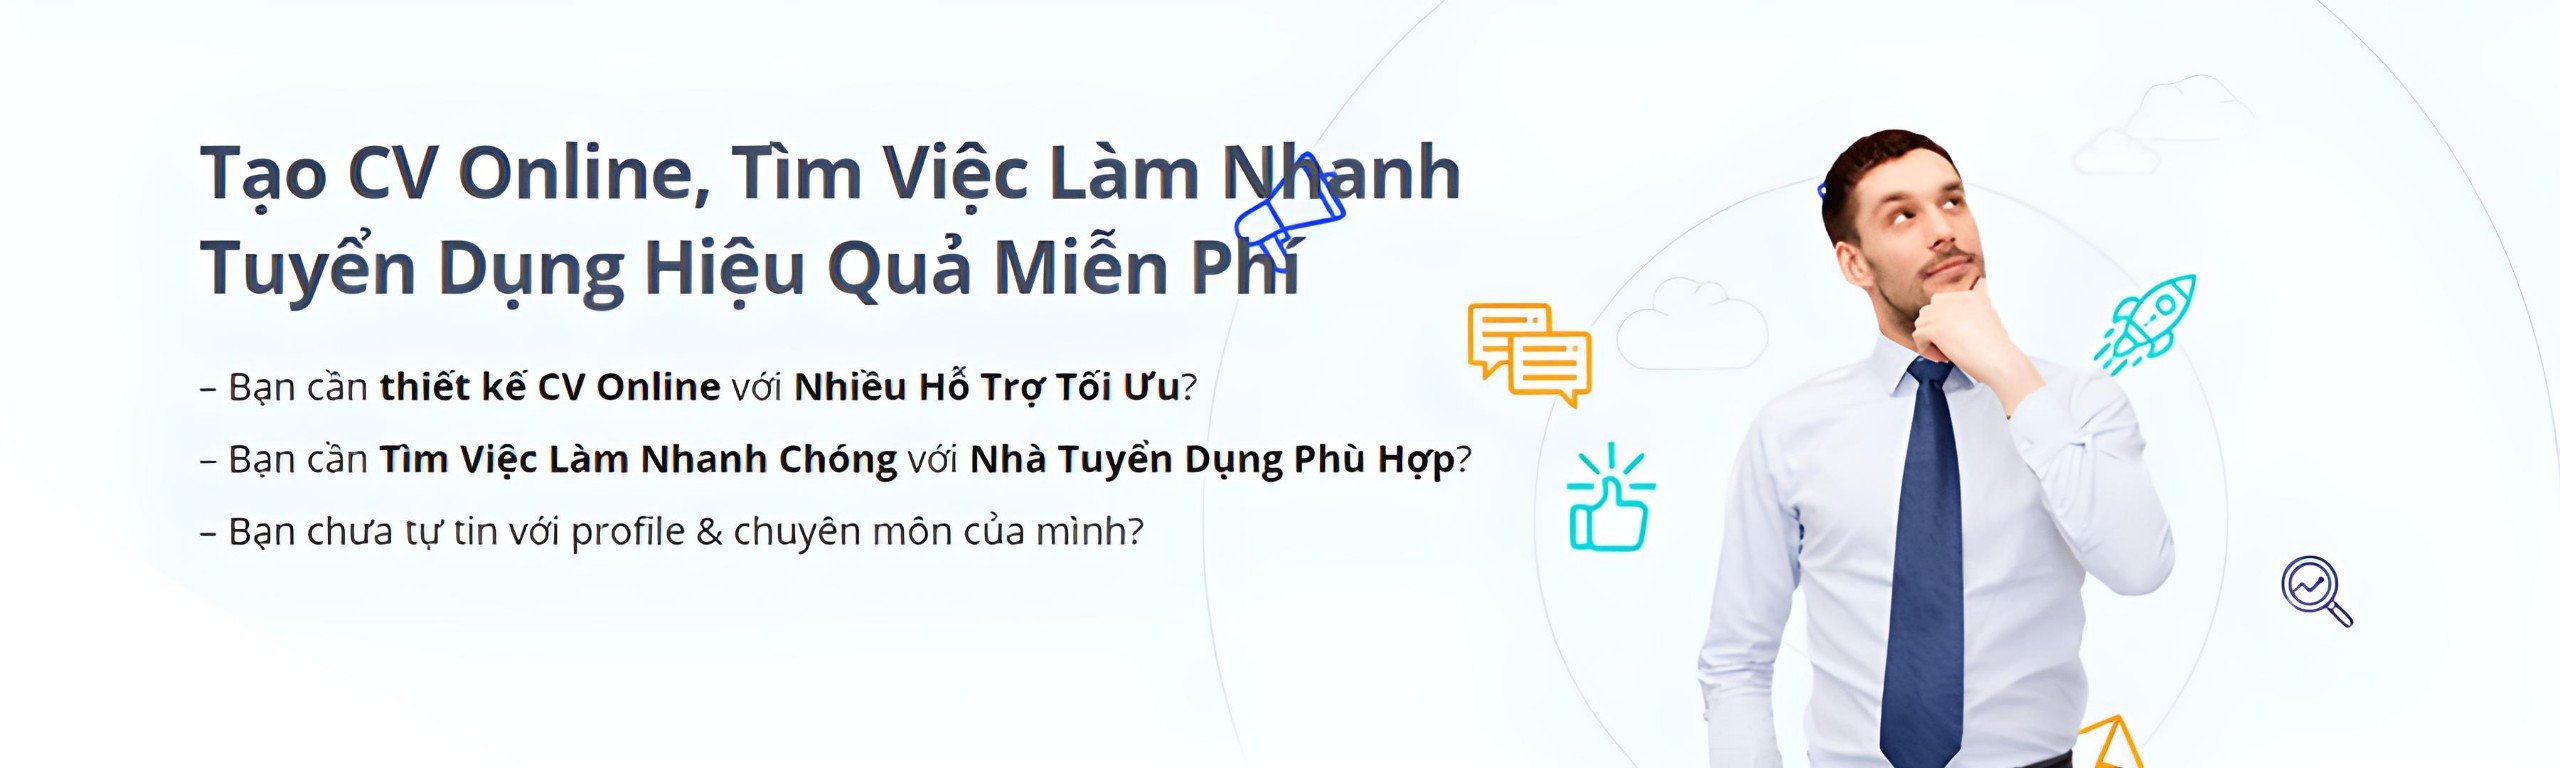 Tạo CV Online, Tìm Việc Làm Nhanh
Tuyển Dụng Hiệu Quả Miễn Phí
– Bạn cần thiết kế CV Online với Nhiều Hỗ Trợ Tối Ưu?
– Bạn cần Tìm Việc Làm Nhanh Chóng với Nhà Tuyển Dụng Phù Hợp?
– Bạn chưa tự tin với profile & chuyên môn của mình?